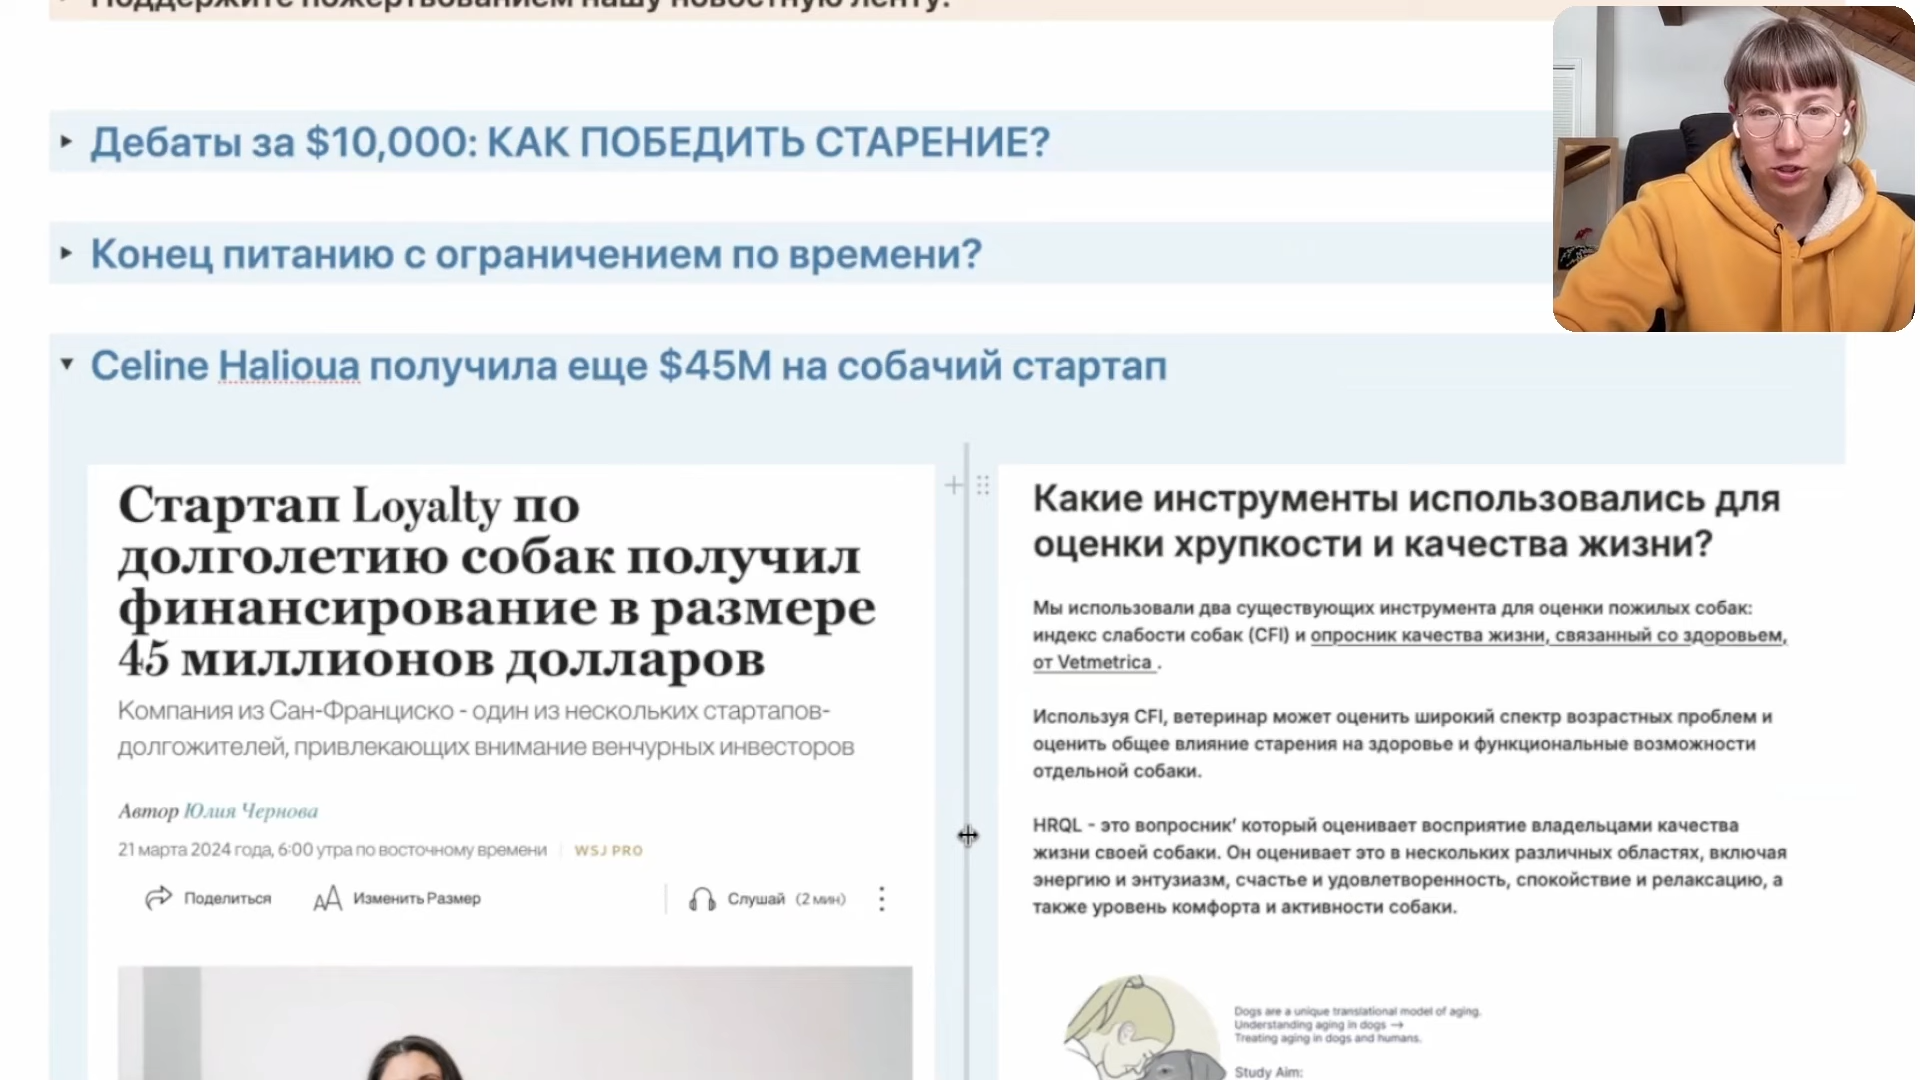 Поддержите пожертвованием нашу новостную ленту.
Дебаты за $10,000: КАК ПОБЕДИТЬ СТАРЕНИЕ?
Конец питанию с ограничением по времени?
Celine Halioua получила еще $45M на собачий стартап
Стартап Loyalty по
долголетию собак получил
финансирование в размере
45 миллионов долларов
Компания из Сан-Франциско - один из нескольких стартапов-
долгожителей, привлекающих внимание венчурных инвесторов
Автор Юлия Чернова
21 марта 2024 года, 6:00 утра по восточному времени | WSJ PRO
Поделиться
Изменить Размер
Слушай (2 мин)
Какие инструменты использовались для
оценки хрупкости и качества жизни?
Мы использовали два существующих инструмента для оценки пожилых собак:
индекс слабости собак (CFI) и опросник качества жизни, связанный со здоровьем,
от Vetmetrica .
Используя CFI, ветеринар может оценить широкий спектр возрастных проблем и
оценить общее влияние старения на здоровье и функциональные возможности
отдельной собаки.
HRQL - это вопросник’ который оценивает восприятие владельцами качества
жизни своей собаки. Он оценивает это в нескольких различных областях, включая
энергию и энтузиазм, счастье и удовлетворенность, спокойствие и релаксацию, а
также уровень комфорта и активности собаки.
Dogs are a unique translational model of aging.
Understanding aging in dogs →
Treating aging in dogs and humans.
Study Aim: